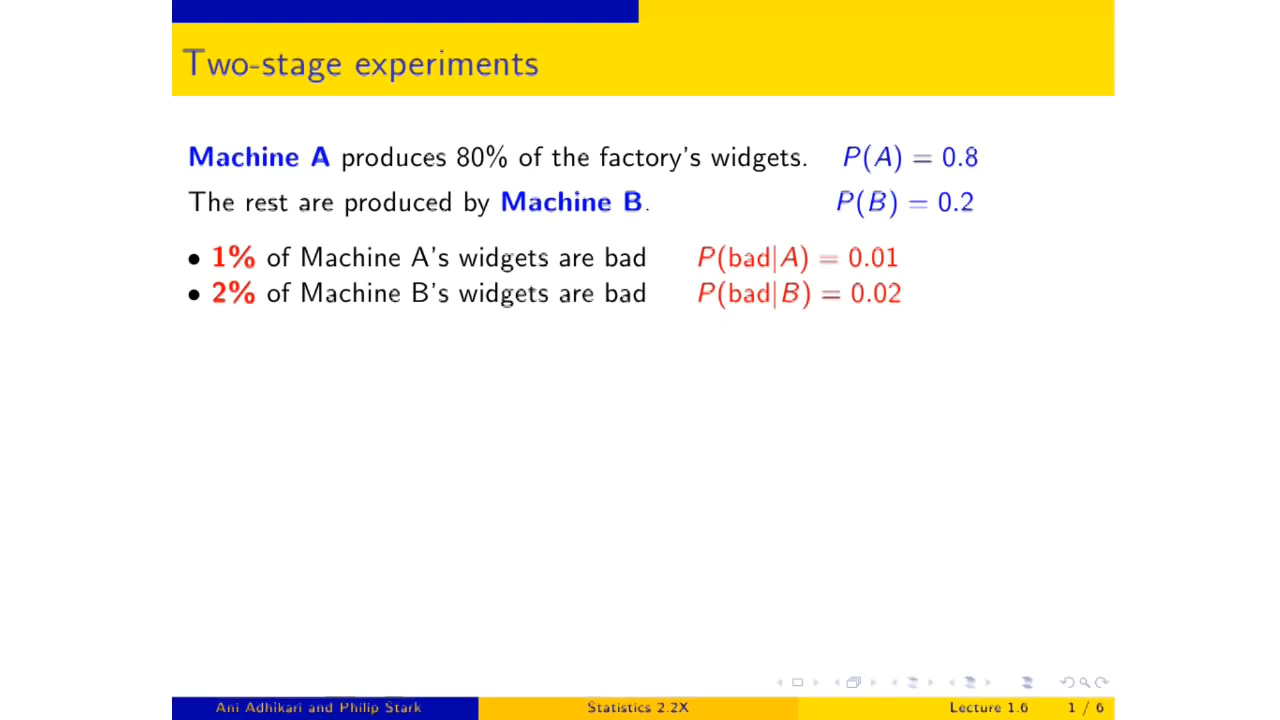 Two-stage experiments
Machine A produces 80% of the factory's widgets. P(A) = 0.8
The rest are produced by Machine B. P(B) = 0.2
• 1% of Machine A's widgets are bad P(bad|A) = 0.01
• 2% of Machine B's widgets are bad P(bad|B) = 0.02
Ani Adhikari and Philip Stark Statistics 2.2X Lecture 1.6 1 / 6